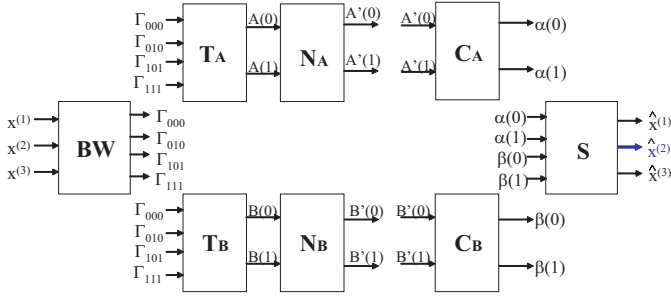 Γ000 A(0) A'(0) A'(0) α(0)
Γ010
TA NA CA
Γ101 A(1) A'(1) A'(1) α(1)
Γ111
x(1) Γ000 α(0) x̂(1)
Γ010 α(1)
x(2) BW S x̂(2)
Γ101 β(0)
x(3) Γ111 β(1) x̂(3)
Γ000 B(0) B'(0) B'(0) β(0)
Γ010
TB NB CB
Γ101 B(1) B'(1) B'(1) β(1)
Γ111